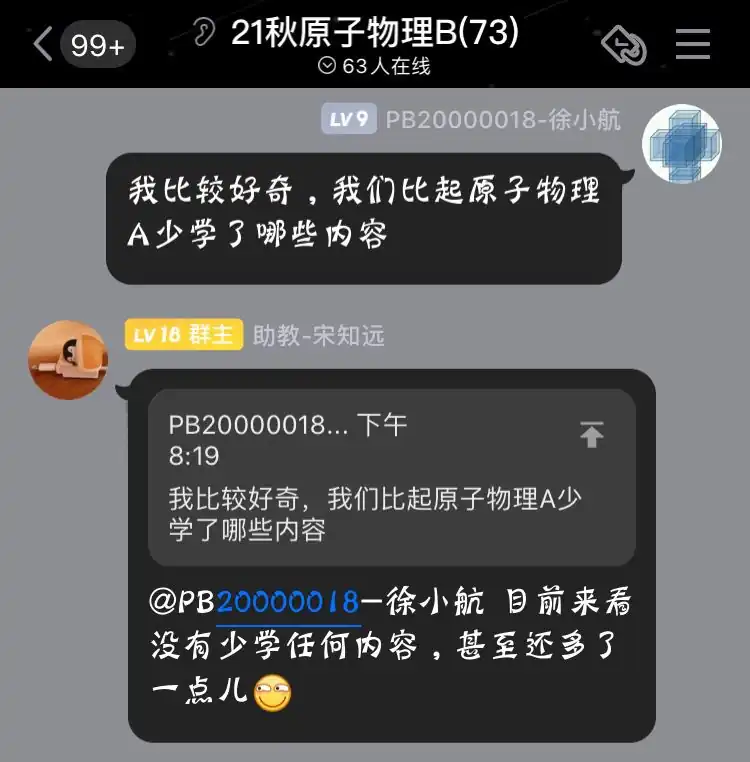 99+
21秋原子物理B(73)
63人在线
LV9 PB20000018-徐小航
我比较好奇，我们比起原子物理
A少学了哪些内容
LV18 群主 助教-宋知远
PB20000018... 下午
8:19
我比较好奇，我们比起原子物理A少
学了哪些内容
@PB20000018-徐小航 目前来看
没有少学任何内容，甚至还多了
一点儿